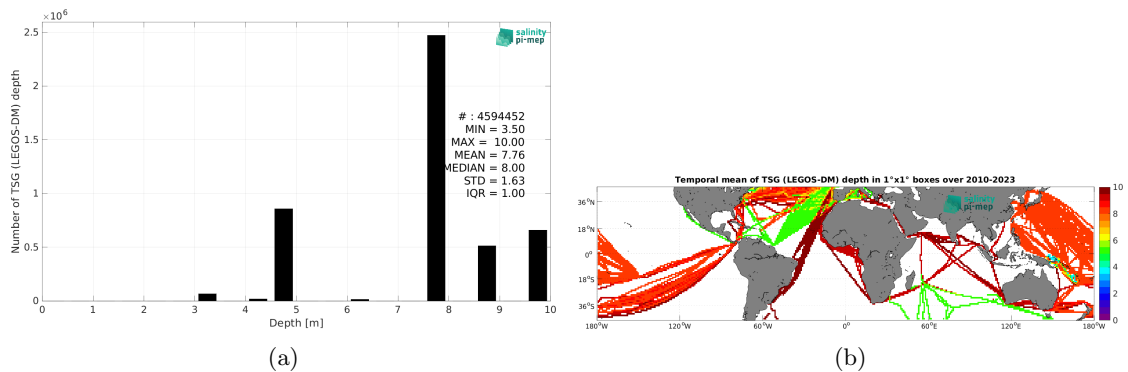 ×10⁶
2.5
2
1.5
1
0.5
0
Number of TSG (LEGOS-DM) depth
salinity
pi-mep
# : 4594452
MIN = 3.50
MAX = 10.00
MEAN = 7.76
MEDIAN = 8.00
STD = 1.63
IQR = 1.00
0 1 2 3 4 5 6 7 8 9 10
Depth [m]
(a)
Temporal mean of TSG (LEGOS-DM) depth in 1°x1° boxes over 2010-2023
salinity
pi-mep
36°N
18°N
0°
18°S
36°S
180°W 120°W 60°W 0° 60°E 120°E 180°W
10
8
6
4
2
0
(b)